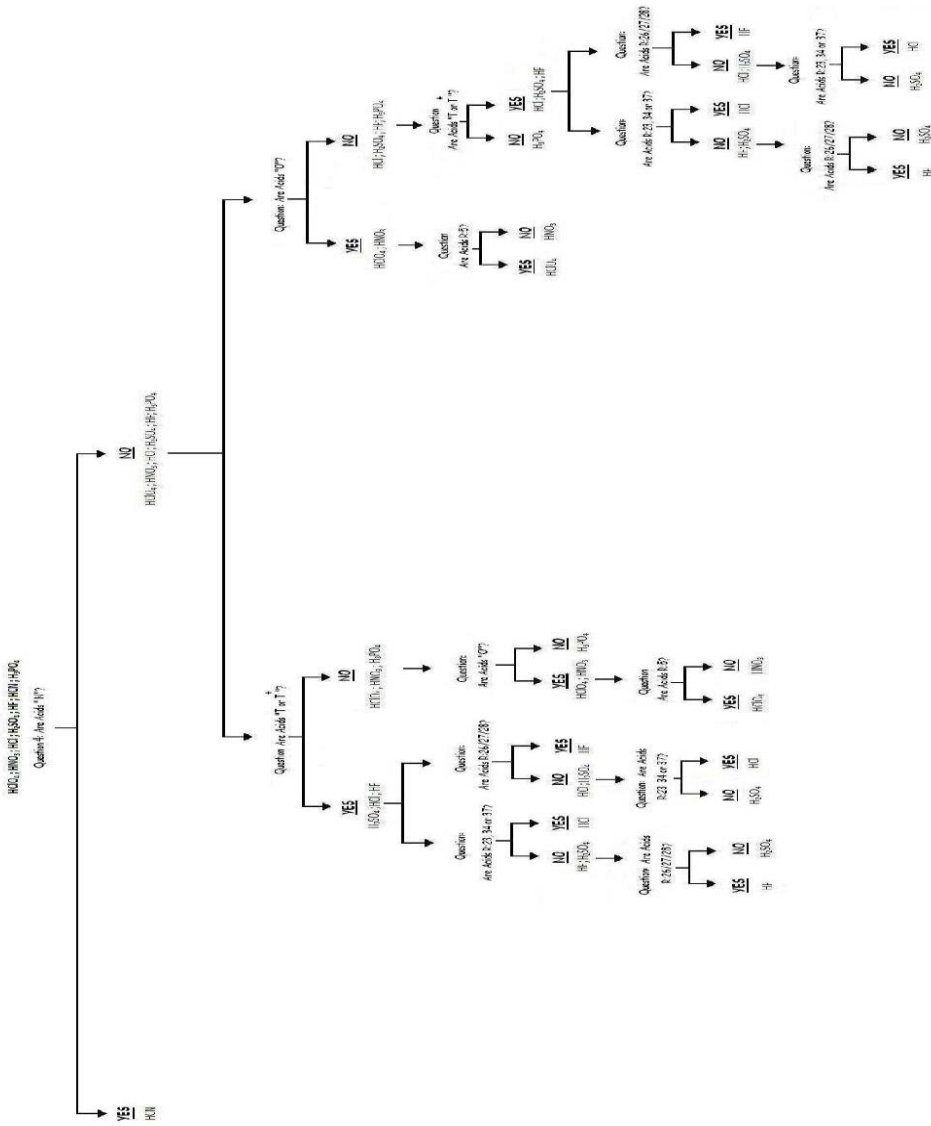 HClO₄; HNO₃; HCl; H₂SO₄; HF; HCN; H₃PO₄
Question 4: Are Acids "N"?
YES
HCN
NO
HClO₄; HNO₃; HCl; H₂SO₄; HF; H₃PO₄
Question Are Acids "T or T⁺"?
YES
H₂SO₄; HCl; HF
Question:
Are Acids R:23, 34 or 37?
NO
HF; H₂SO₄
YES
HCl
Question: Are Acids
R:26/27/28?
YES
HF
NO
H₂SO₄
Question:
Are Acids R:26/27/28?
NO
HCl; H₂SO₄
YES
HF
Question: Are Acids
R:23 34 or 37?
NO
H₂SO₄
YES
HCl
NO
HClO₄; HNO₃; H₃PO₄
Question:
Are Acids "O"?
YES
HClO₄; HNO₃
NO
H₃PO₄
Question
Are Acids R:5?
YES
HClO₄
NO
HNO₃
Question: Are Acids "O"?
YES
HClO₄; HNO₃
Question
Are Acids R:5?
YES
HClO₄
NO
HNO₃
NO
HCl; H₂SO₄; HF; H₃PO₄
Question
Are Acids "T or T⁺"?
NO
H₃PO₄
YES
HCl; H₂SO₄; HF
Question:
Are Acids R:23, 34 or 37?
NO
HF; H₂SO₄
YES
HCl
Question:
Are Acids R:26/27/28?
YES
HF
NO
H₂SO₄
Question:
Are Acids R:26/27/28?
NO
HCl; H₂SO₄
YES
HF
Question:
Are Acids R:23, 34 or 37?
NO
H₂SO₄
YES
HCl